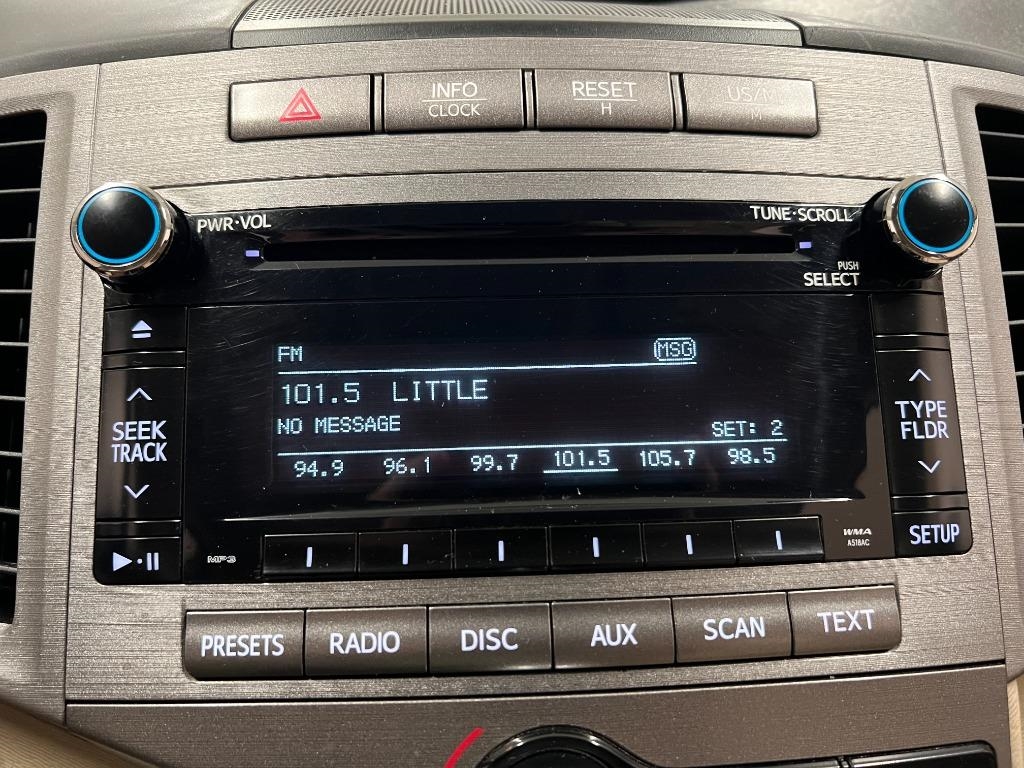 INFO
CLOCK
RESET
H
US/M
M
PWR·VOL
TUNE·SCROLL
PUSH
SELECT
FM
MSG
101.5 LITTLE
NO MESSAGE
SET: 2
94.9 96.1 99.7 101.5 105.7 98.5
SEEK
TRACK
TYPE
FLDR
SETUP
MP3
WMA
A518AC
PRESETS
RADIO
DISC
AUX
SCAN
TEXT